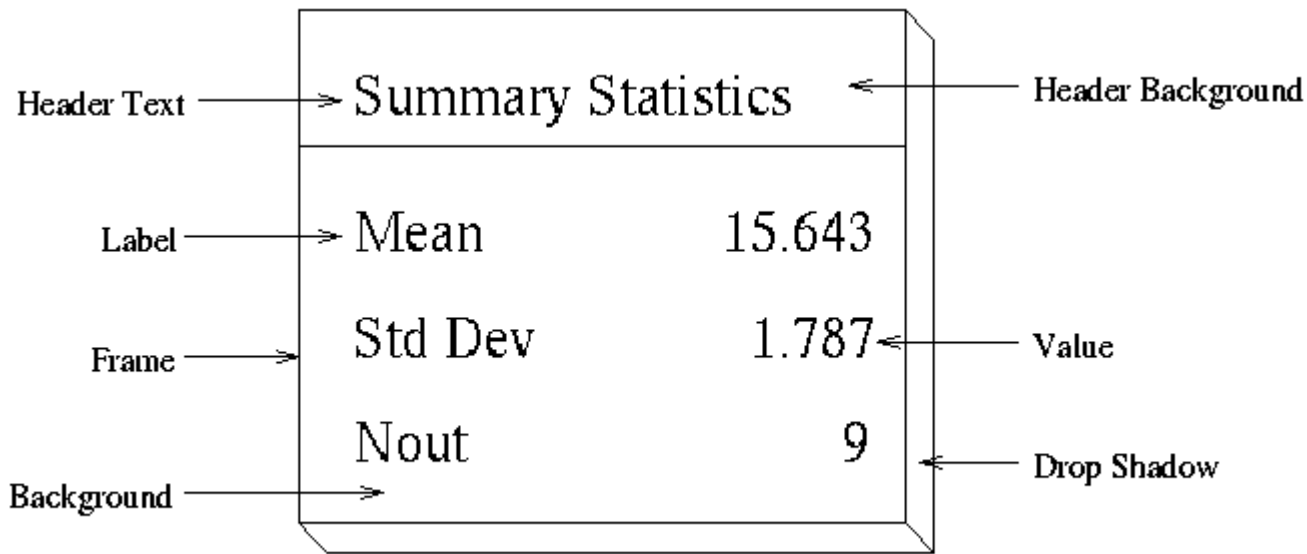 Header Text
Summary Statistics
Header Background
Label
Mean 15.643
Frame
Std Dev 1.787
Value
Nout 9
Drop Shadow
Background